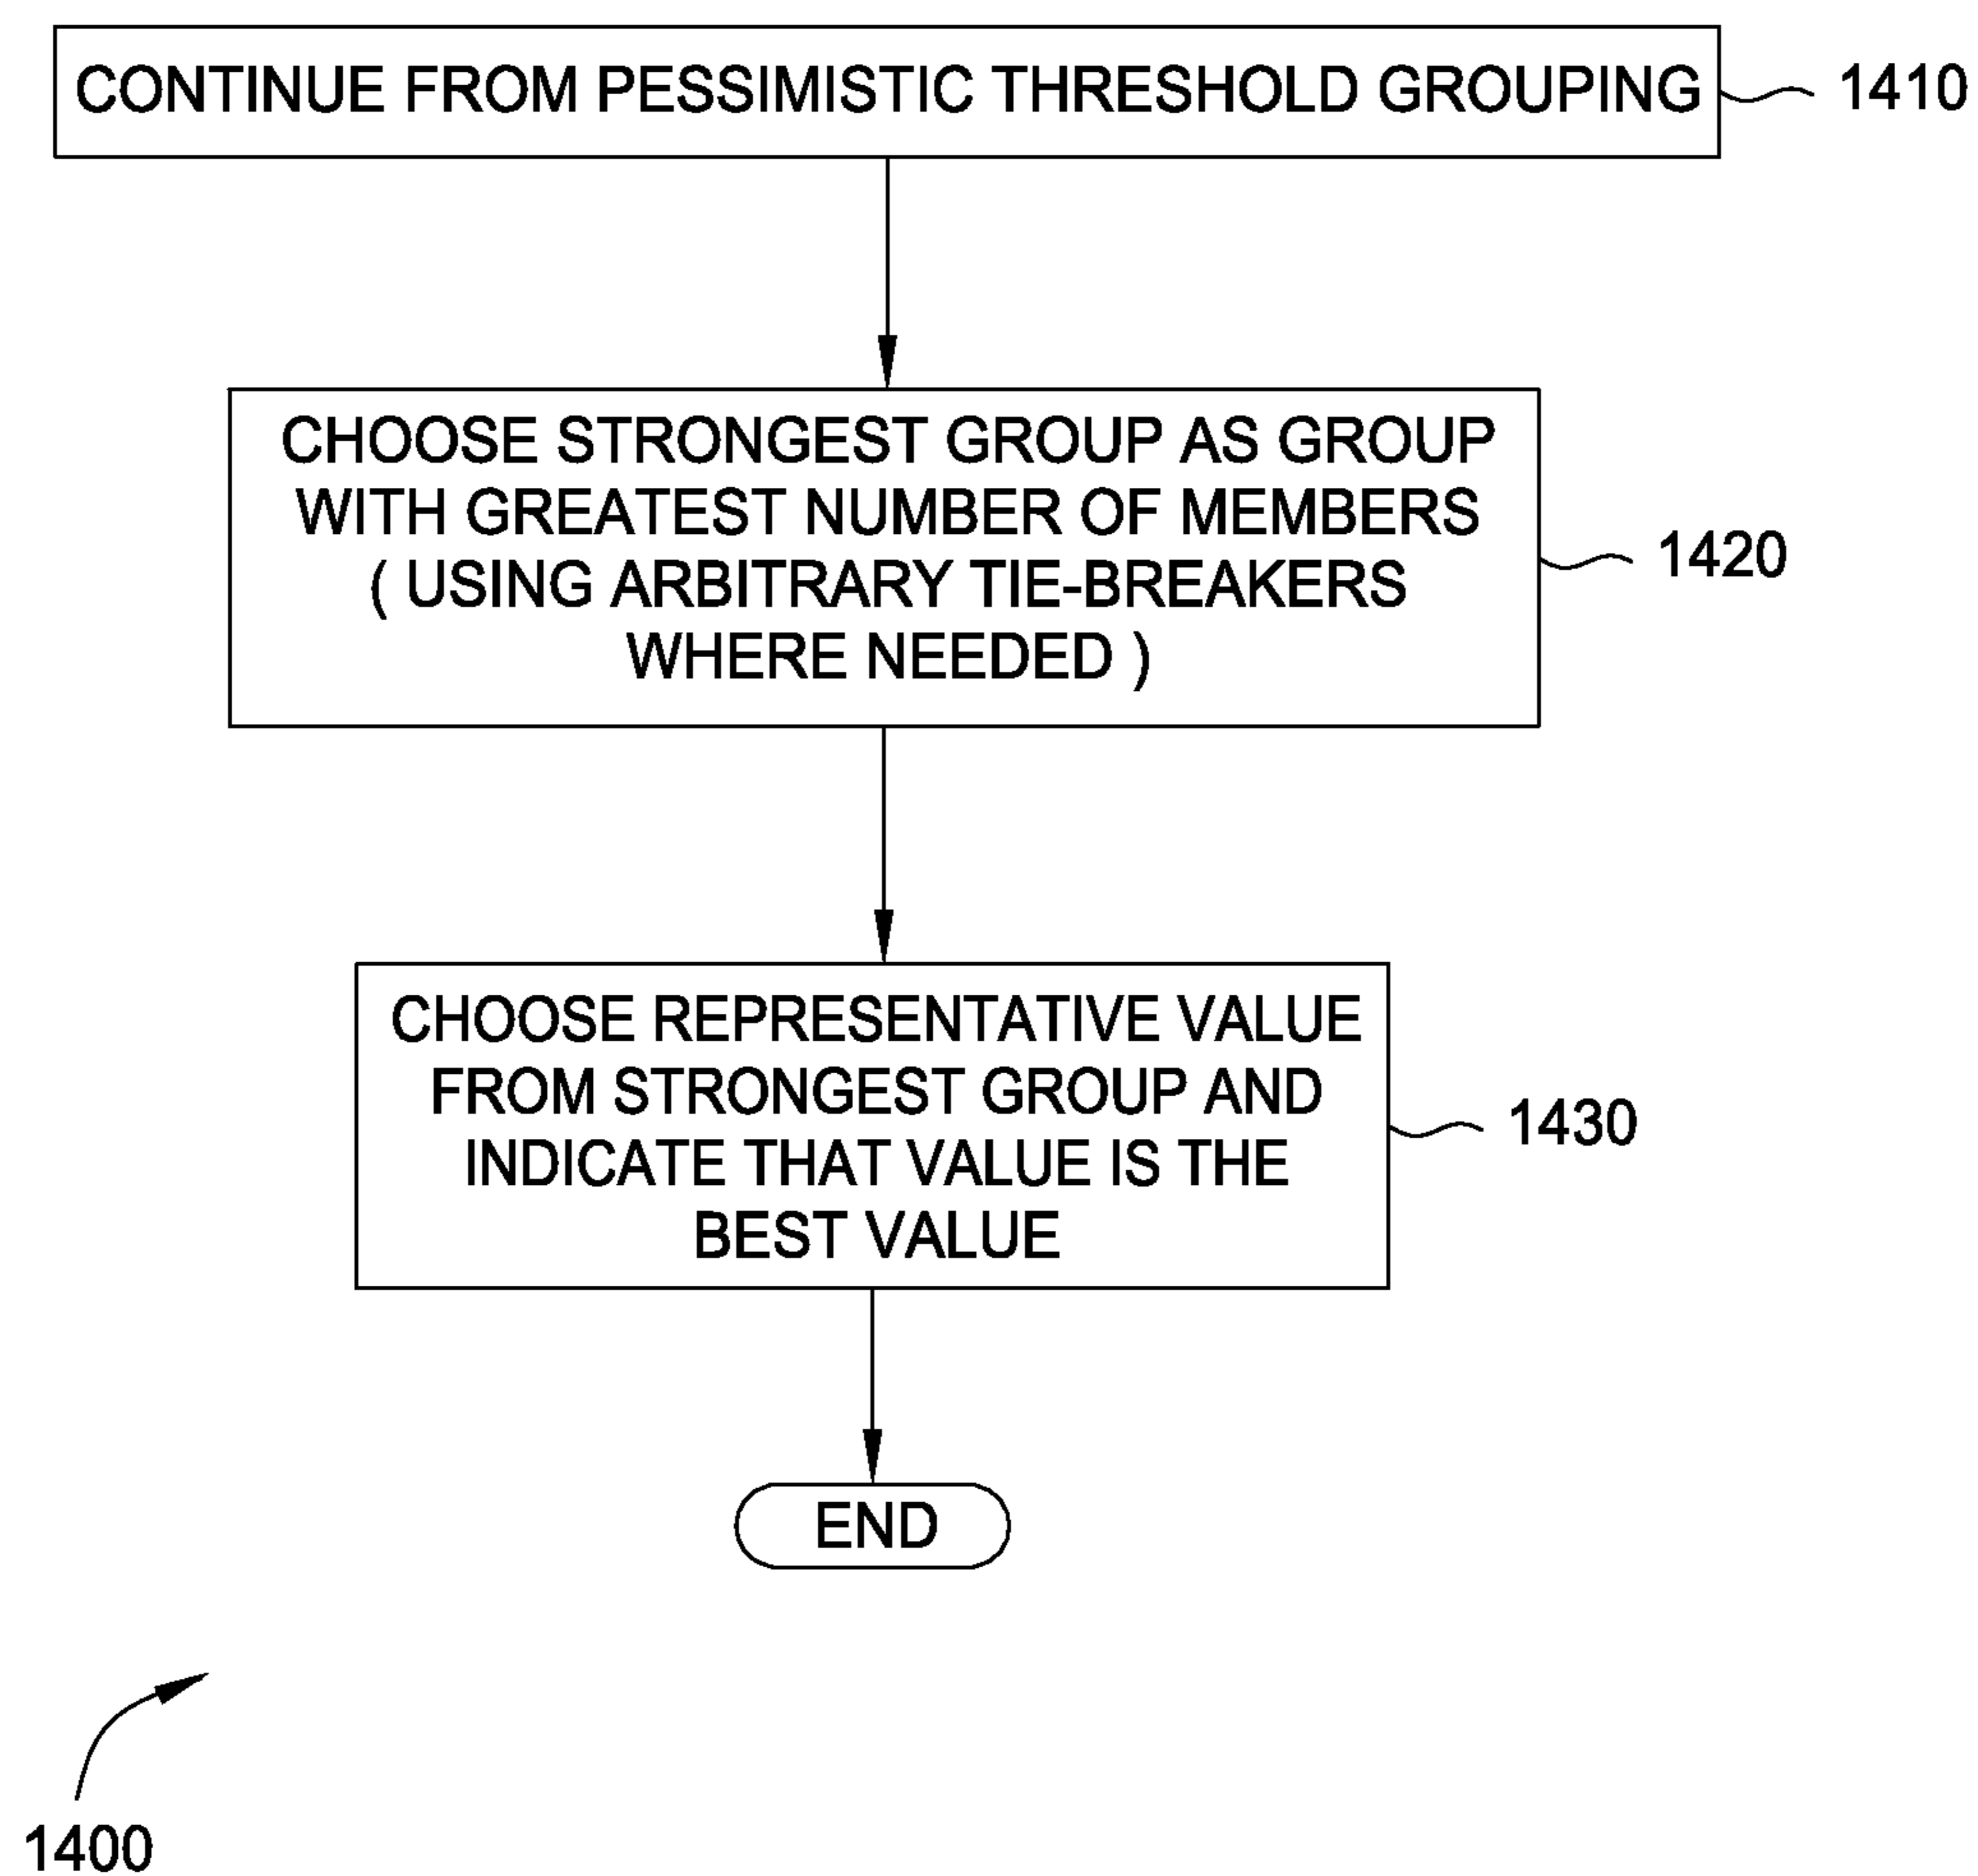 CONTINUE FROM PESSIMISTIC THRESHOLD GROUPING
1410
CHOOSE STRONGEST GROUP AS GROUP
WITH GREATEST NUMBER OF MEMBERS
( USING ARBITRARY TIE-BREAKERS
WHERE NEEDED )
1420
CHOOSE REPRESENTATIVE VALUE
FROM STRONGEST GROUP AND
INDICATE THAT VALUE IS THE
BEST VALUE
1430
END
1400